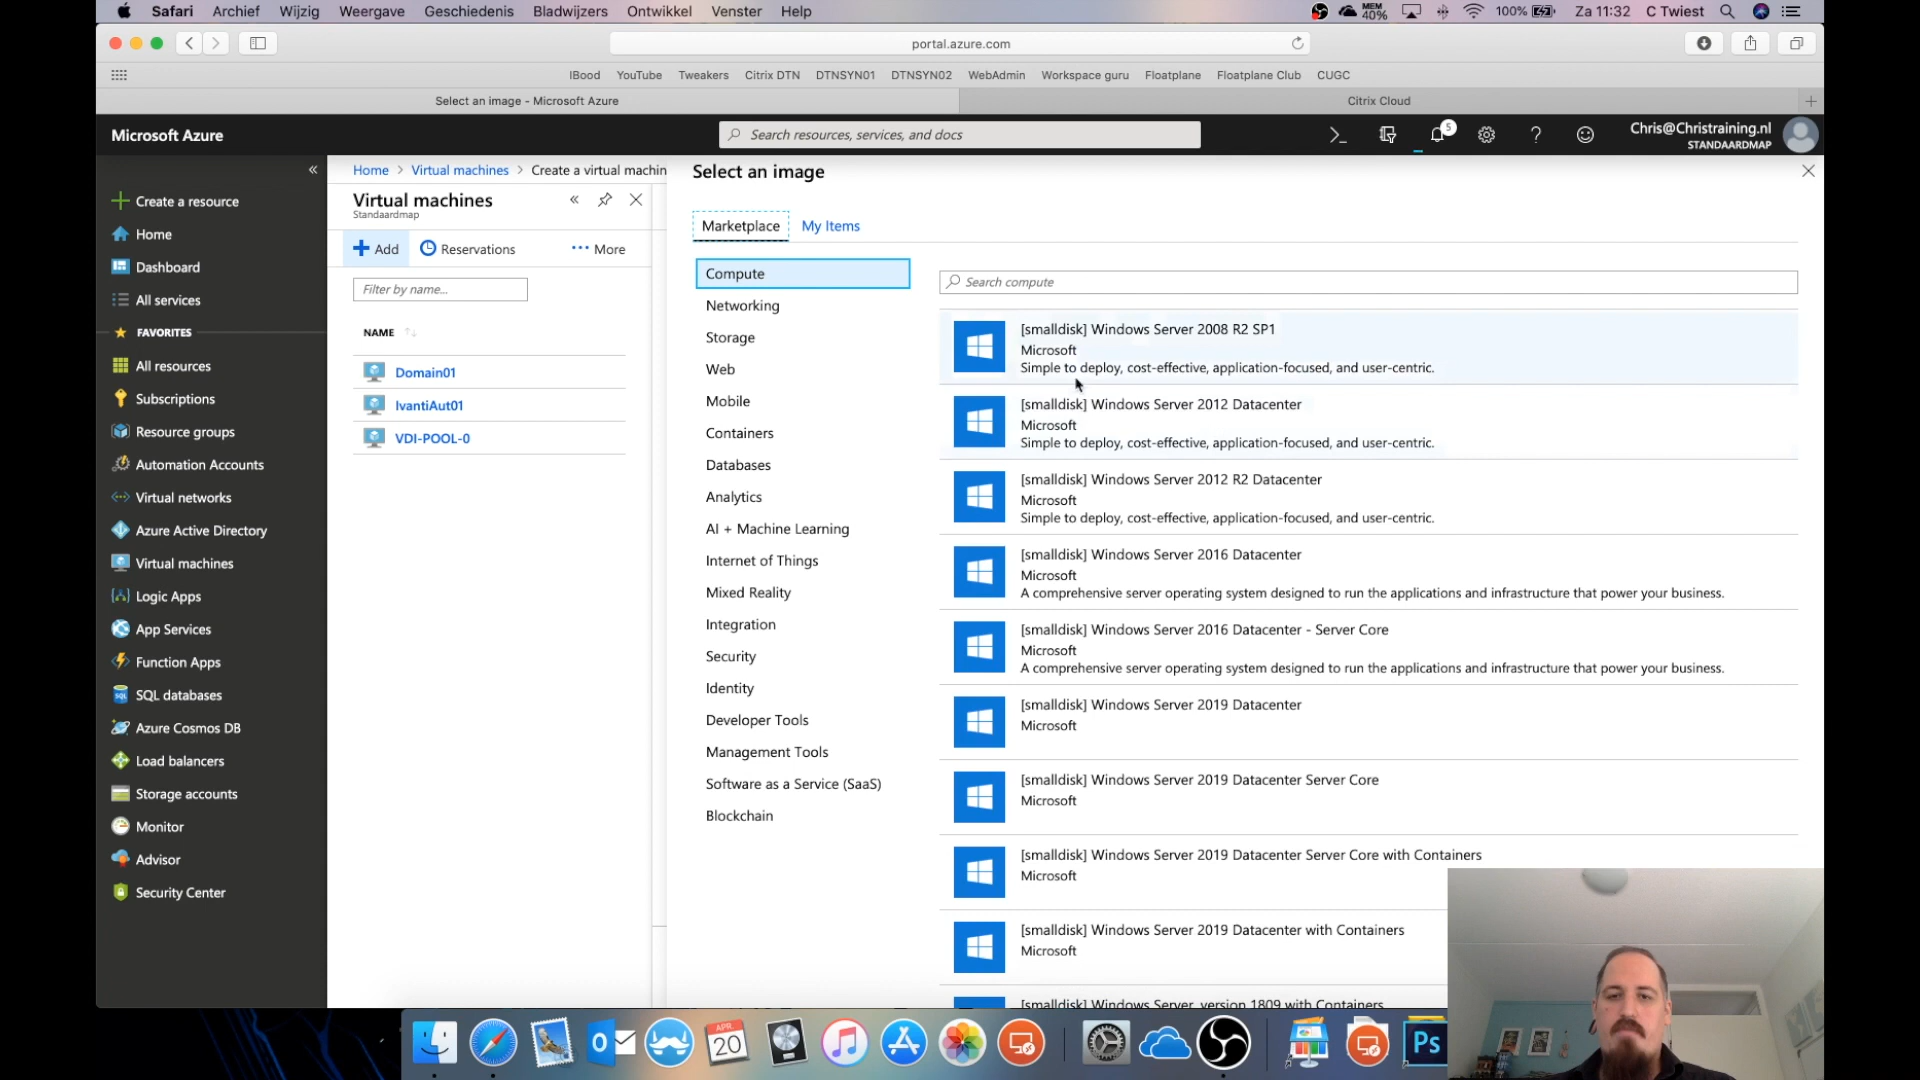 Safari Archief Wijzig Weergave Geschiedenis Bladwijzers Ontwikkel Venster Help MEM 40% 100% Za 11:32 C Twiest
portal.azure.com
IBood YouTube Tweakers Citrix DTN DTNSYN01 DTNSYN02 WebAdmin Workspace guru Floatplane Floatplane Club CUGC
Select an image - Microsoft Azure
Citrix Cloud
Microsoft Azure
Search resources, services, and docs
5
Chris@Christraining.nl
STANDAARDMAP
Create a resource
Home
Dashboard
All services
FAVORITES
All resources
Subscriptions
Resource groups
Automation Accounts
Virtual networks
Azure Active Directory
Virtual machines
Logic Apps
App Services
Function Apps
SQL databases
Azure Cosmos DB
Load balancers
Storage accounts
Monitor
Advisor
Security Center
Home > Virtual machines > Create a virtual machin
Virtual machines
Standaardmap
Add Reservations More
Filter by name...
NAME
Domain01
IvantiAut01
VDI-POOL-0
Select an image
Marketplace My Items
Compute
Networking
Storage
Web
Mobile
Containers
Databases
Analytics
AI + Machine Learning
Internet of Things
Mixed Reality
Integration
Security
Identity
Developer Tools
Management Tools
Software as a Service (SaaS)
Blockchain
Search compute
[smalldisk] Windows Server 2008 R2 SP1
Microsoft
Simple to deploy, cost-effective, application-focused, and user-centric.
[smalldisk] Windows Server 2012 Datacenter
Microsoft
Simple to deploy, cost-effective, application-focused, and user-centric.
[smalldisk] Windows Server 2012 R2 Datacenter
Microsoft
Simple to deploy, cost-effective, application-focused, and user-centric.
[smalldisk] Windows Server 2016 Datacenter
Microsoft
A comprehensive server operating system designed to run the applications and infrastructure that power your business.
[smalldisk] Windows Server 2016 Datacenter - Server Core
Microsoft
A comprehensive server operating system designed to run the applications and infrastructure that power your business.
[smalldisk] Windows Server 2019 Datacenter
Microsoft
[smalldisk] Windows Server 2019 Datacenter Server Core
Microsoft
[smalldisk] Windows Server 2019 Datacenter Server Core with Containers
Microsoft
[smalldisk] Windows Server 2019 Datacenter with Containers
Microsoft
[smalldisk] Windows Server, version 1809 with Containers
APR.
20
Ps